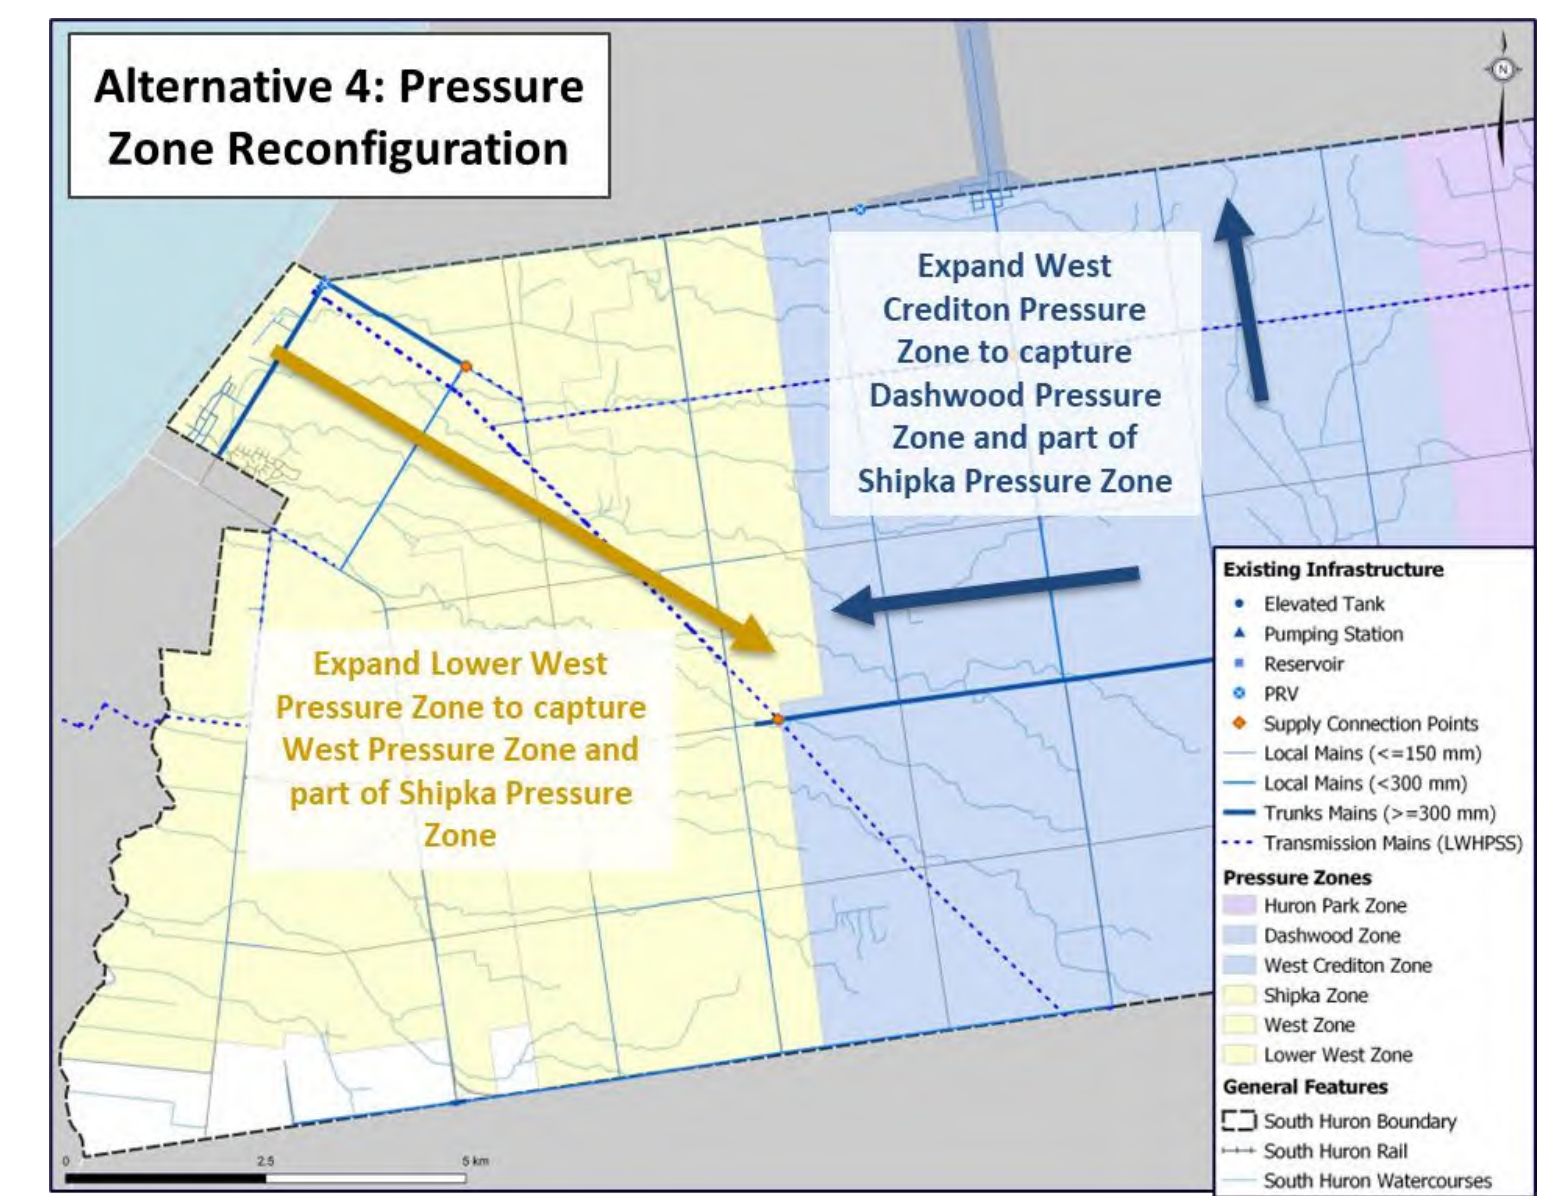 Alternative 4: Pressure
Zone Reconfiguration
N
Expand West
Crediton Pressure
Zone to capture
Dashwood Pressure
Zone and part of
Shipka Pressure Zone
Expand Lower West
Pressure Zone to capture
West Pressure Zone and
part of Shipka Pressure
Zone
Existing Infrastructure
Elevated Tank
Pumping Station
Reservoir
PRV
Supply Connection Points
Local Mains (<=150 mm)
Local Mains (<300 mm)
Trunks Mains (>=300 mm)
Transmission Mains (LWHPSS)
Pressure Zones
Huron Park Zone
Dashwood Zone
West Crediton Zone
Shipka Zone
West Zone
Lower West Zone
General Features
South Huron Boundary
South Huron Rail
South Huron Watercourses
0 2.5 5 km